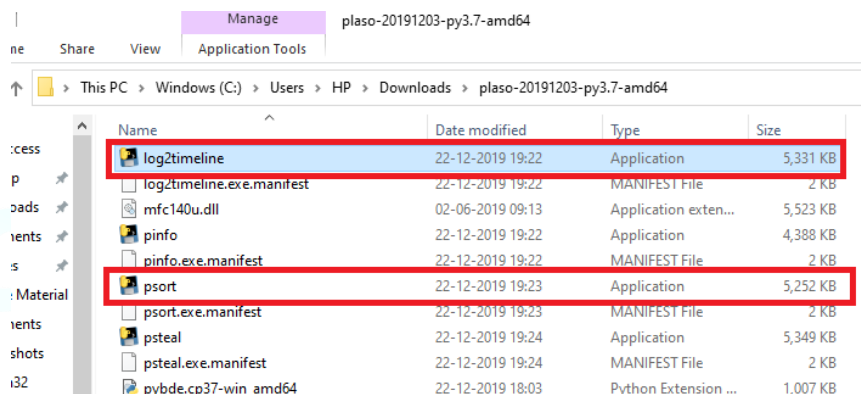 Manage plaso-20191203-py3.7-amd64
Share View Application Tools
This PC > Windows (C:) > Users > HP > Downloads > plaso-20191203-py3.7-amd64
Name Date modified Type Size
log2timeline 22-12-2019 19:22 Application 5,331 KB
log2timeline.exe.manifest 22-12-2019 19:22 MANIFEST File 2 KB
mfc140u.dll 02-06-2019 09:13 Application exten... 5,523 KB
pinfo 22-12-2019 19:22 Application 4,388 KB
pinfo.exe.manifest 22-12-2019 19:22 MANIFEST File 2 KB
psort 22-12-2019 19:23 Application 5,252 KB
Material
psort.exe.manifest 22-12-2019 19:23 MANIFEST File 2 KB
psteal 22-12-2019 19:24 Application 5,349 KB
psteal.exe.manifest 22-12-2019 19:24 MANIFEST File 2 KB
pybde.cp37-win_amd64 22-12-2019 18:03 Python Extension ... 1,007 KB